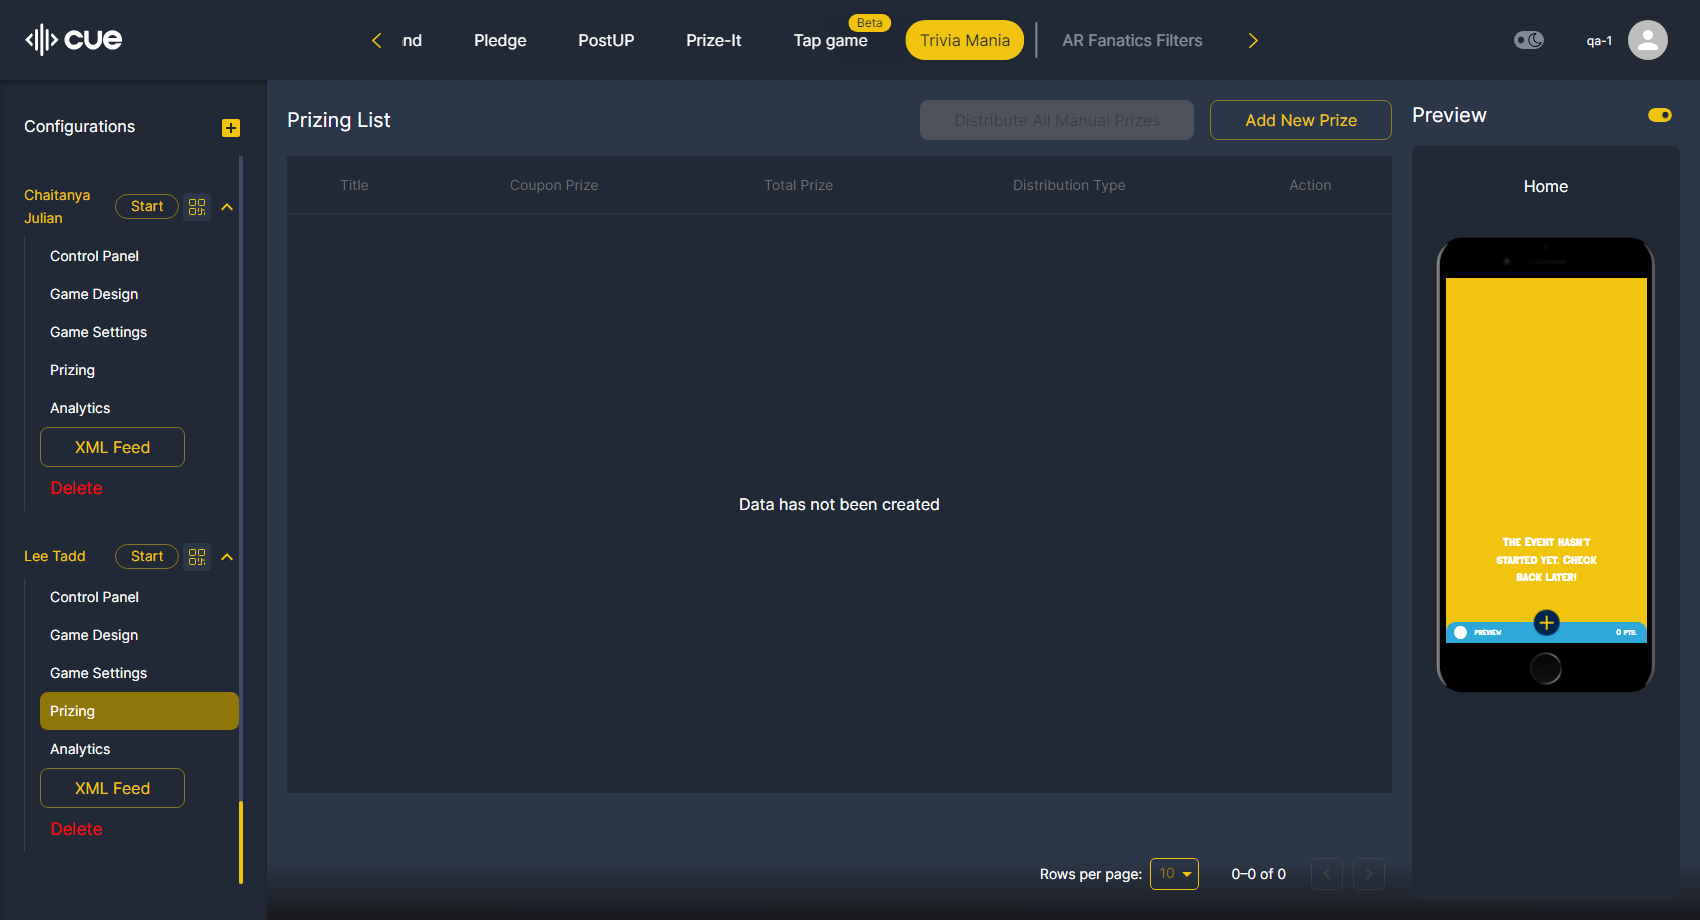 cue
nd
Pledge
PostUP
Prize-It
Tap game
Beta
Trivia Mania
AR Fanatics Filters
qa-1
Configurations
Chaitanya
Julian
Start
Control Panel
Game Design
Game Settings
Prizing
Analytics
XML Feed
Delete
Lee Tadd
Start
Control Panel
Game Design
Game Settings
Prizing
Analytics
XML Feed
Delete
Prizing List
Distribute All Manual Prizes
Add New Prize
Title Coupon Prize Total Prize Distribution Type Action
Data has not been created
Rows per page: 10 0–0 of 0
Preview
Home
The Event hasn't
started yet. Check
back later!
PREVIEW
0 PTS.